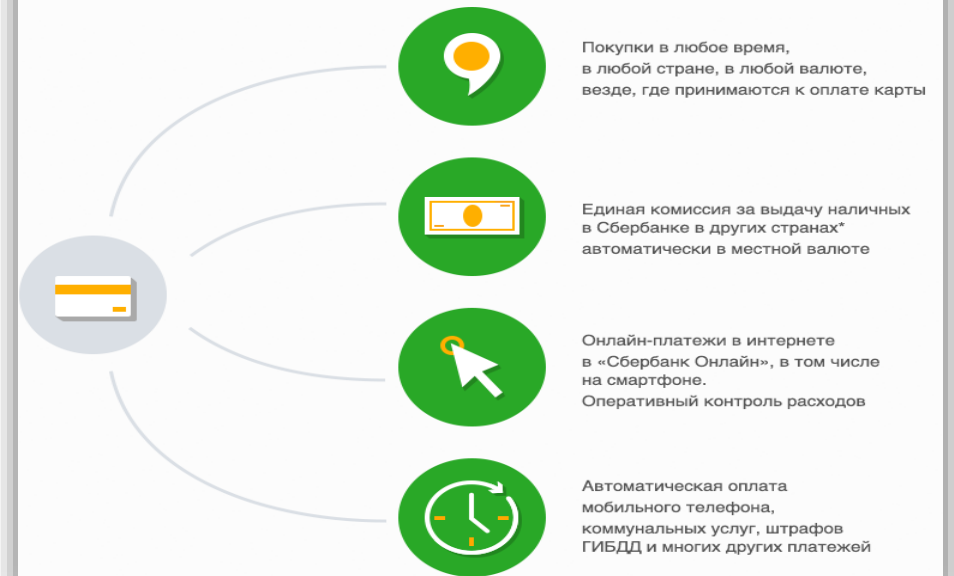 Покупки в любое время,
в любой стране, в любой валюте,
везде, где принимаются к оплате карты
Единая комиссия за выдачу наличных
в Сбербанке в других странах*
автоматически в местной валюте
Онлайн-платежи в интернете
в «Сбербанк Онлайн», в том числе
на смартфоне.
Оперативный контроль расходов
Автоматическая оплата
мобильного телефона,
коммунальных услуг, штрафов
ГИБДД и многих других платежей